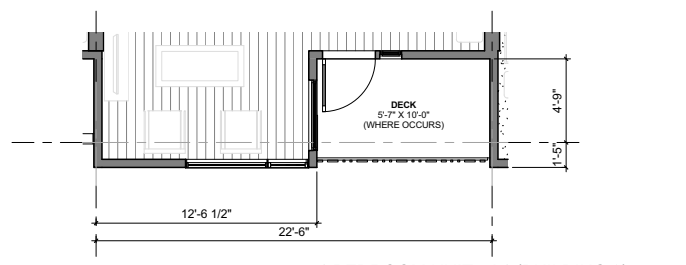 DECK
5'-7" X 10'-0"
(WHERE OCCURS)
4'-9"
1'-5"
12'-6 1/2"
22'-6"